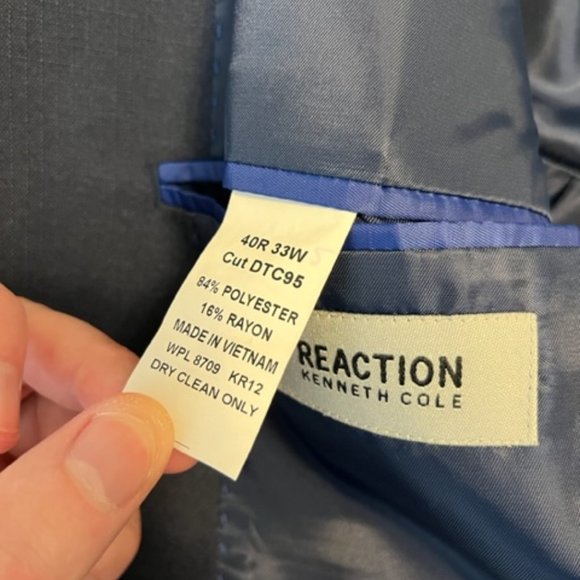 40R 33W
Cut DTC95
84% POLYESTER
16% RAYON
MADE IN VIETNAM
WPL 8709 KR12
DRY CLEAN ONLY
REACTION
KENNETH COLE